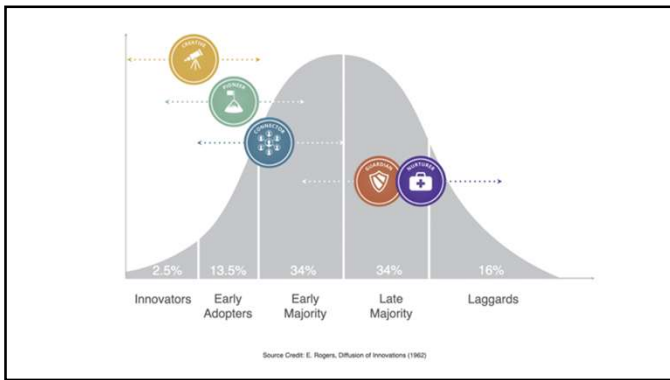 CREATIVE
PIONEER
CONNECTOR
GUARDIAN
NURTURER
2.5%
13.5%
34%
34%
16%
Innovators
Early
Adopters
Early
Majority
Late
Majority
Laggards
Source Credit: E. Rogers, Diffusion of Innovations (1962)